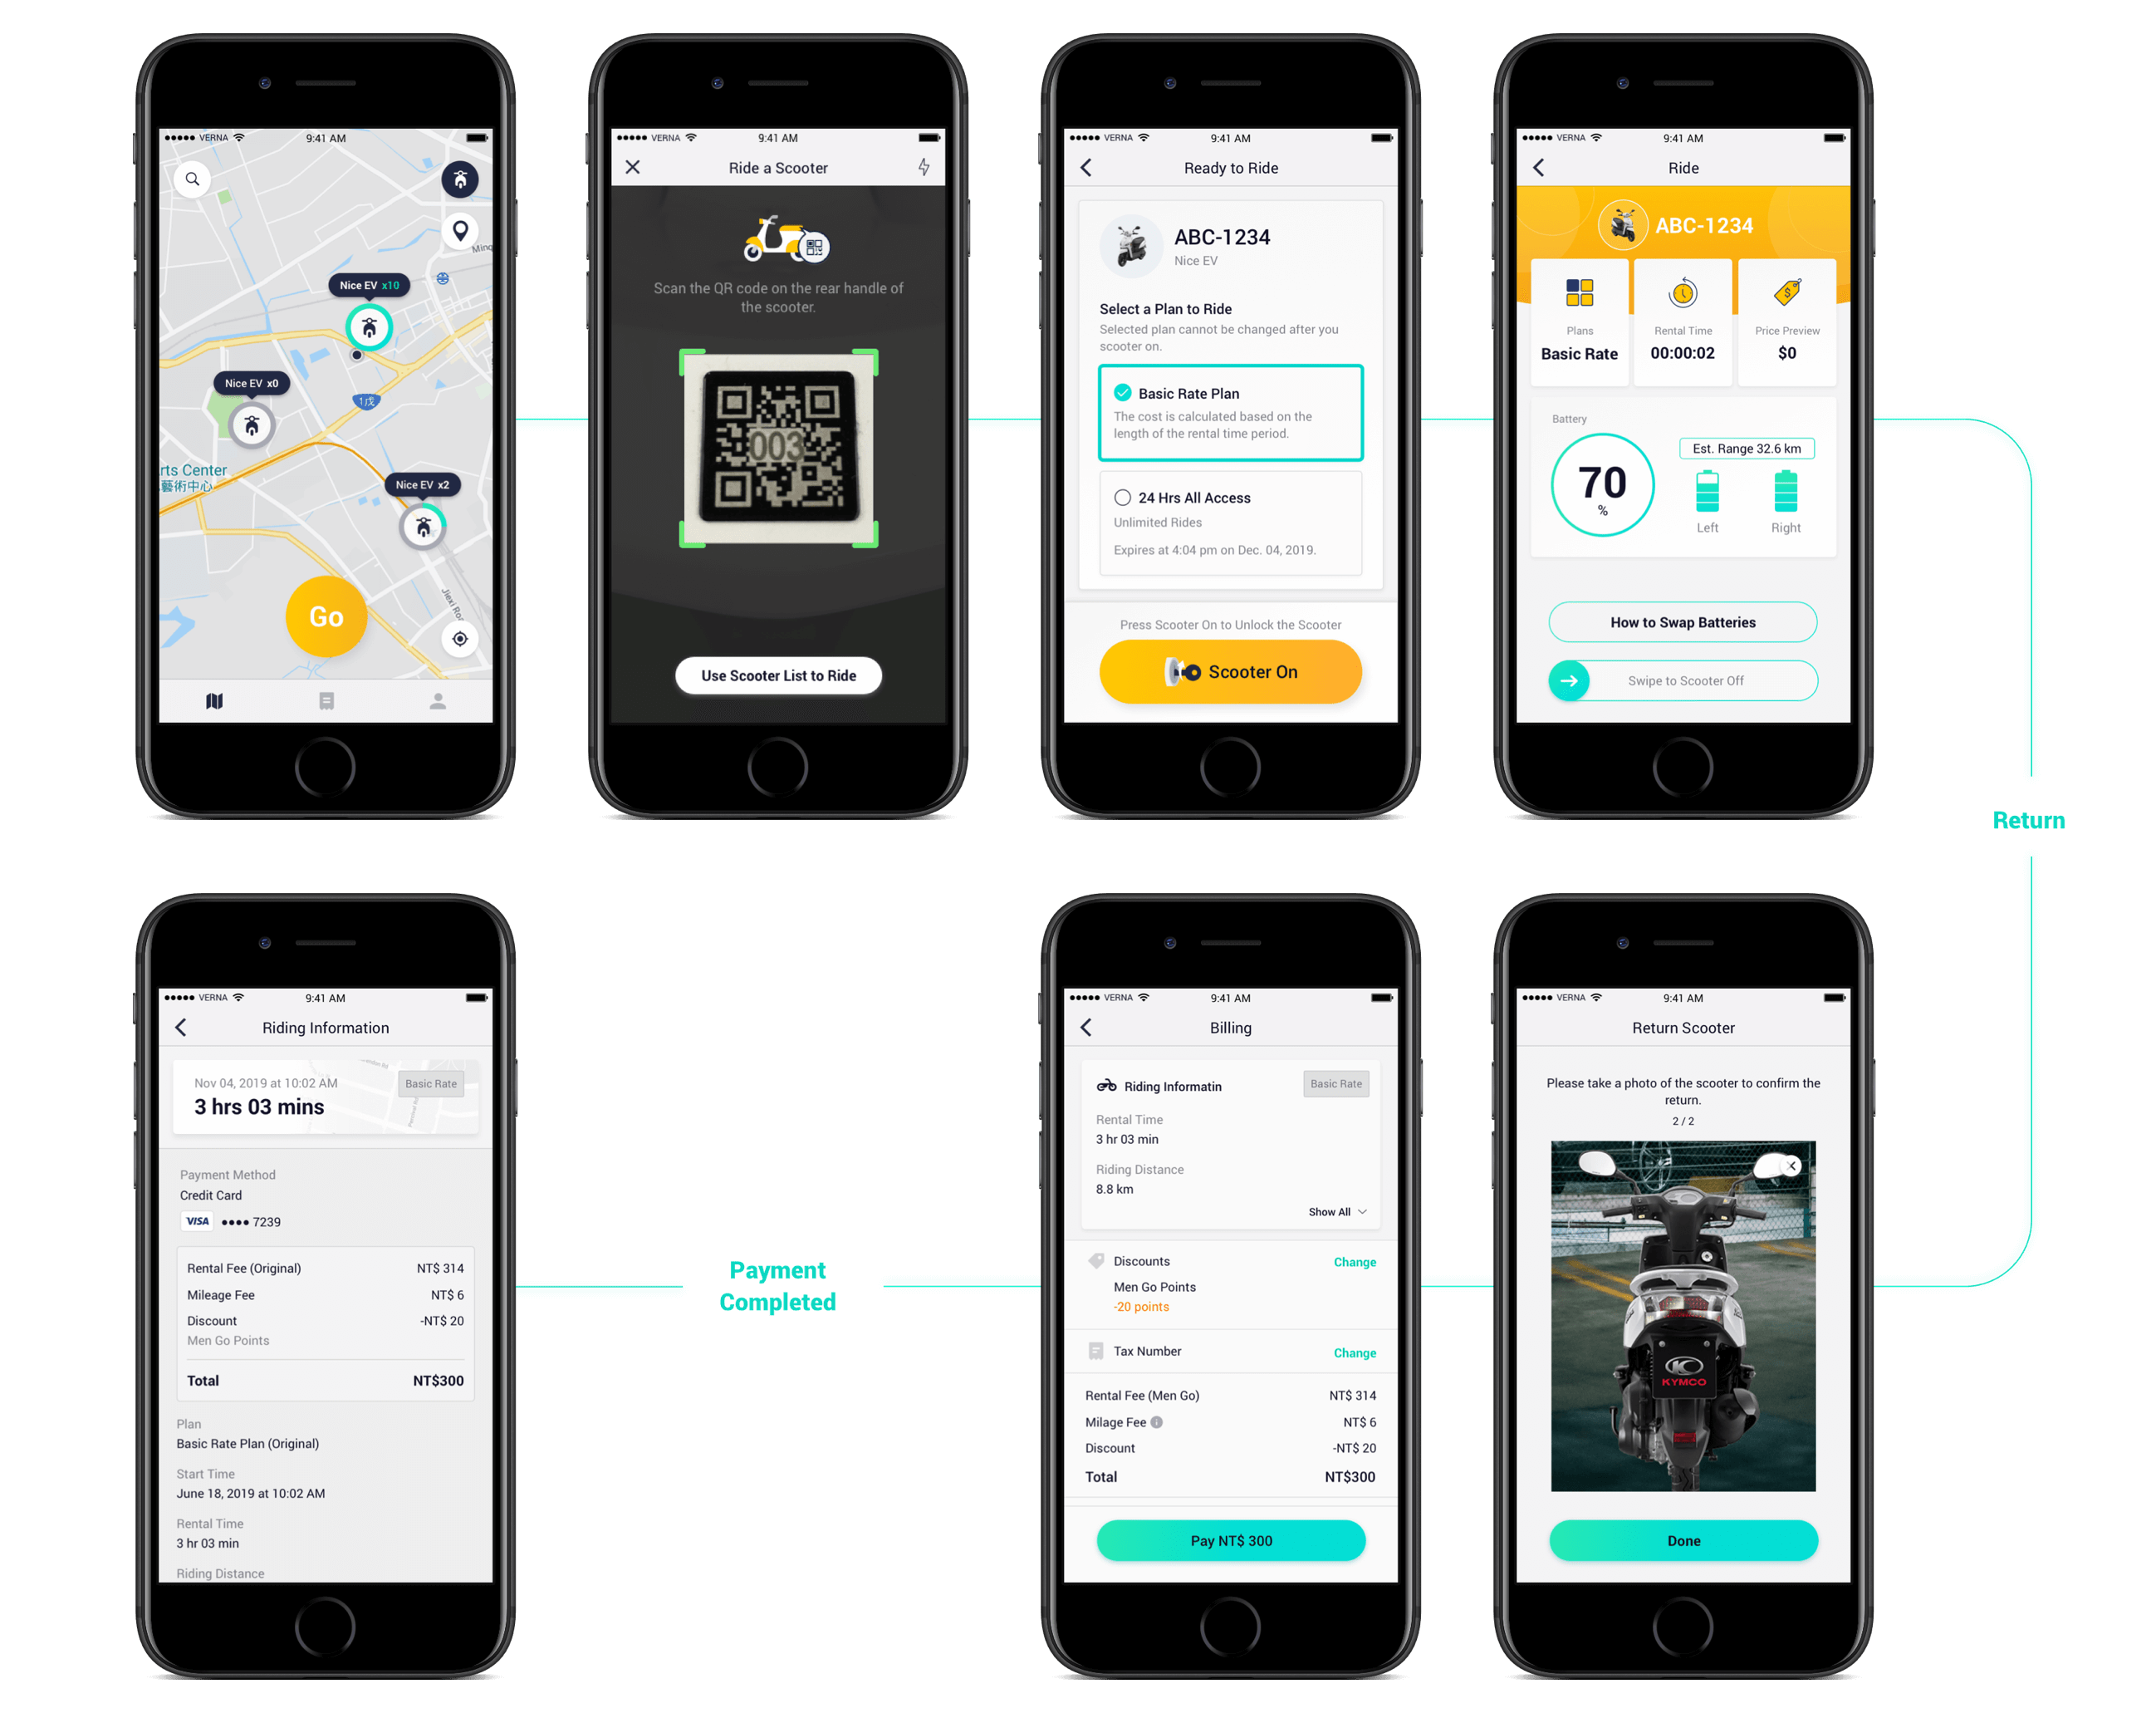 VERNA 9:41 AM
Minq
Nice EV x10
Nice EV x0
1戊
rts Center
藝術中心
Nice EV x2
Jiexi Roa
Go
VERNA 9:41 AM
Ride a Scooter
Scan the QR code on the rear handle of
the scooter.
003
Use Scooter List to Ride
VERNA 9:41 AM
Ready to Ride
ABC-1234
Nice EV
Select a Plan to Ride
Selected plan cannot be changed after you
scooter on.
Basic Rate Plan
The cost is calculated based on the
length of the rental time period.
24 Hrs All Access
Unlimited Rides
Expires at 4:04 pm on Dec. 04, 2019.
Press Scooter On to Unlock the Scooter
Scooter On
VERNA 9:41 AM
Ride
ABC-1234
Plans Rental Time Price Preview
Basic Rate 00:00:02 $0
Battery
Est. Range 32.6 km
70
%
Left Right
How to Swap Batteries
Swipe to Scooter Off
Return
VERNA 9:41 AM
Return Scooter
Please take a photo of the scooter to confirm the
return.
2 / 2
KYMCO
Done
VERNA 9:41 AM
Billing
Riding Informatin Basic Rate
Rental Time
3 hr 03 min
Riding Distance
8.8 km
Show All
Discounts Change
Men Go Points
-20 points
Tax Number Change
Rental Fee (Men Go) NT$ 314
Milage Fee NT$ 6
Discount -NT$ 20
Total NT$300
Pay NT$ 300
Payment
Completed
VERNA 9:41 AM
Riding Information
Nov 04, 2019 at 10:02 AM Basic Rate
3 hrs 03 mins
Payment Method
Credit Card
VISA •••• 7239
Rental Fee (Original) NT$ 314
Mileage Fee NT$ 6
Discount -NT$ 20
Men Go Points
Total NT$300
Plan
Basic Rate Plan (Original)
Start Time
June 18, 2019 at 10:02 AM
Rental Time
3 hr 03 min
Riding Distance